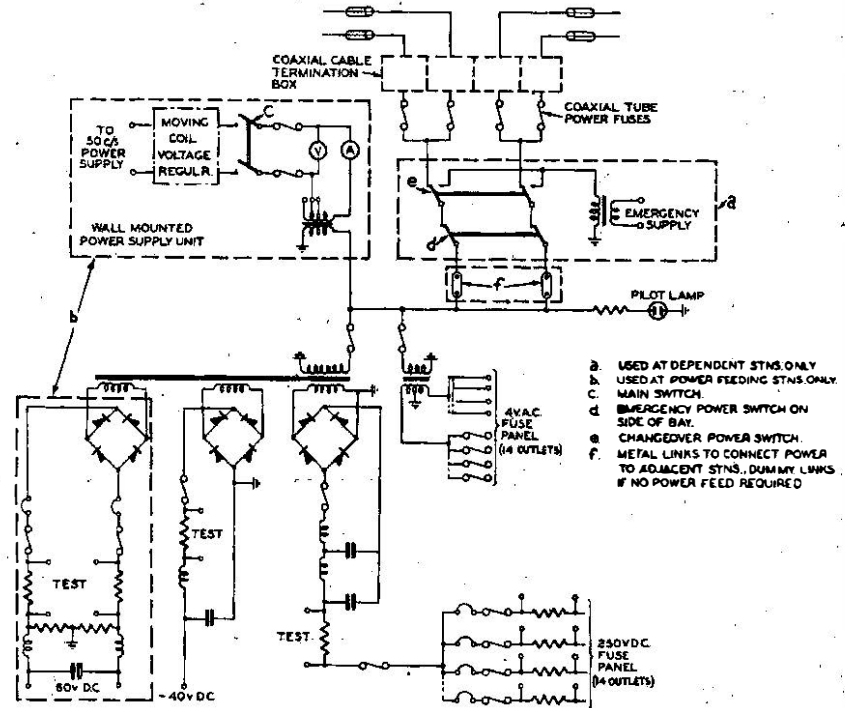 COAXIAL CABLE
TERMINATION
BOX
COAXIAL TUBE
POWER FUSES
TO
50 C/S
POWER
SUPPLY
MOVING
COIL
VOLTAGE
REGULR.
C
V
A
WALL MOUNTED
POWER SUPPLY UNIT
e
d
a
EMERGENCY
SUPPLY
f
PILOT LAMP
b
a. USED AT DEPENDENT STNS. ONLY
b. USED AT POWER FEEDING STNS. ONLY.
C. MAIN SWITCH.
d EMERGENCY POWER SWITCH ON
SIDE OF BAY.
e. CHANGEOVER POWER SWITCH.
f. METAL LINKS TO CONNECT POWER
TO ADJACENT STNS., DUMMY LINKS
IF NO POWER FEED REQUIRED
4V.A.C.
FUSE
PANEL
(14 OUTLETS)
TEST
TEST
TEST
60V D.C
-40V DC
250V D.C.
FUSE
PANEL
(14 OUTLETS)